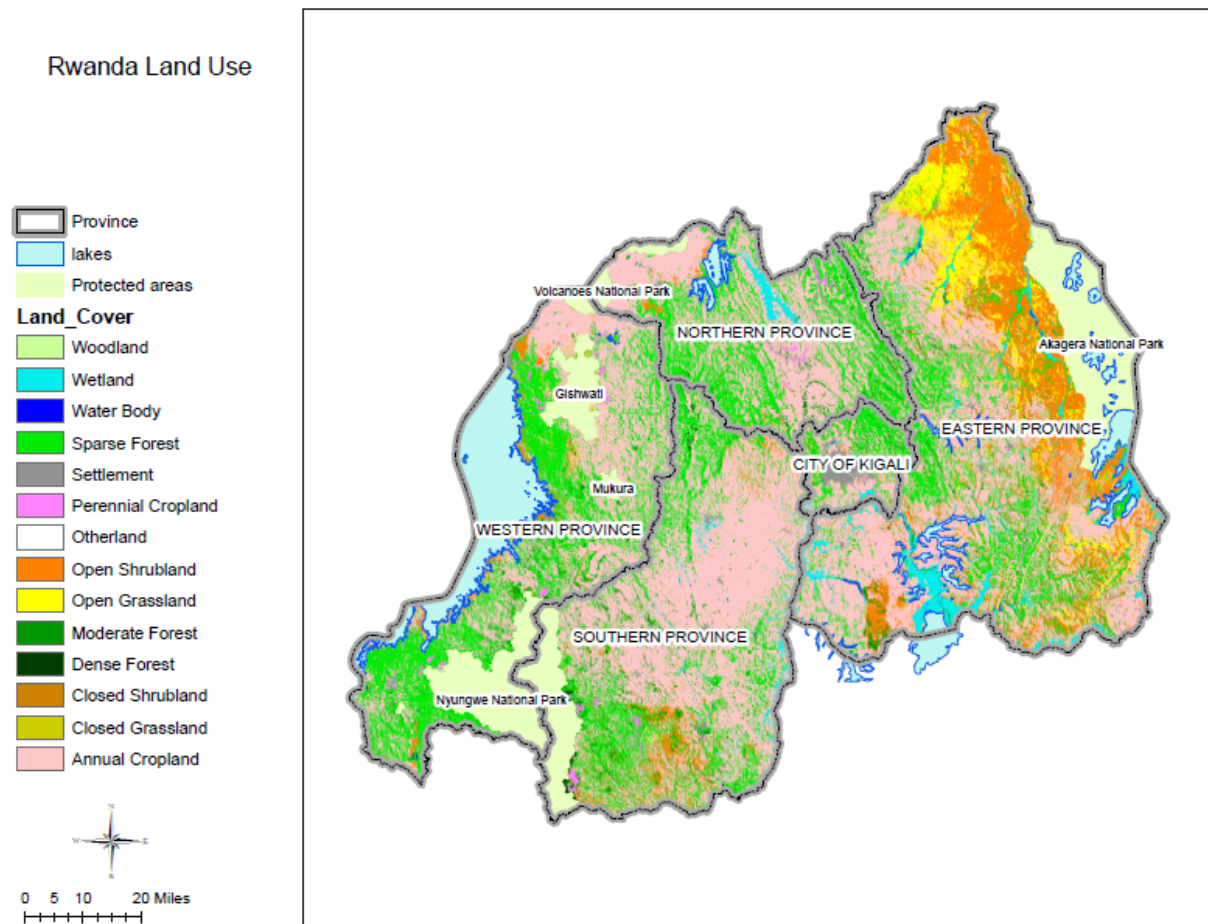 Rwanda Land Use
Province
lakes
Protected areas
Land_Cover
Woodland
Wetland
Water Body
Sparse Forest
Settlement
Perennial Cropland
Otherland
Open Shrubland
Open Grassland
Moderate Forest
Dense Forest
Closed Shrubland
Closed Grassland
Annual Cropland
N
W E
S
0 5 10 20 Miles
Volcanoes National Park
NORTHERN PROVINCE
Akagera National Park
Gishwati
EASTERN PROVINCE
CITY OF KIGALI
Mukura
WESTERN PROVINCE
SOUTHERN PROVINCE
Nyungwe National Park